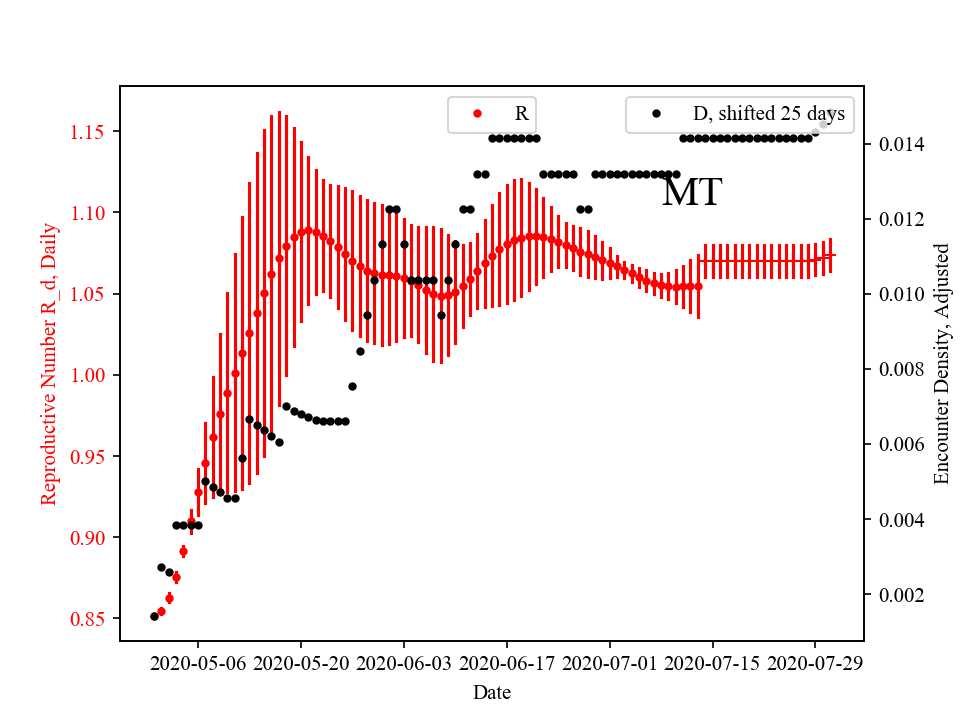 R
D, shifted 25 days
MT
Reproductive Number R_d, Daily
1.15
1.10
1.05
1.00
0.95
0.90
0.85
0.014
0.012
0.010
0.008
0.006
0.004
0.002
Encounter Density, Adjusted
2020-05-06 2020-05-20 2020-06-03 2020-06-17 2020-07-01 2020-07-15 2020-07-29
Date